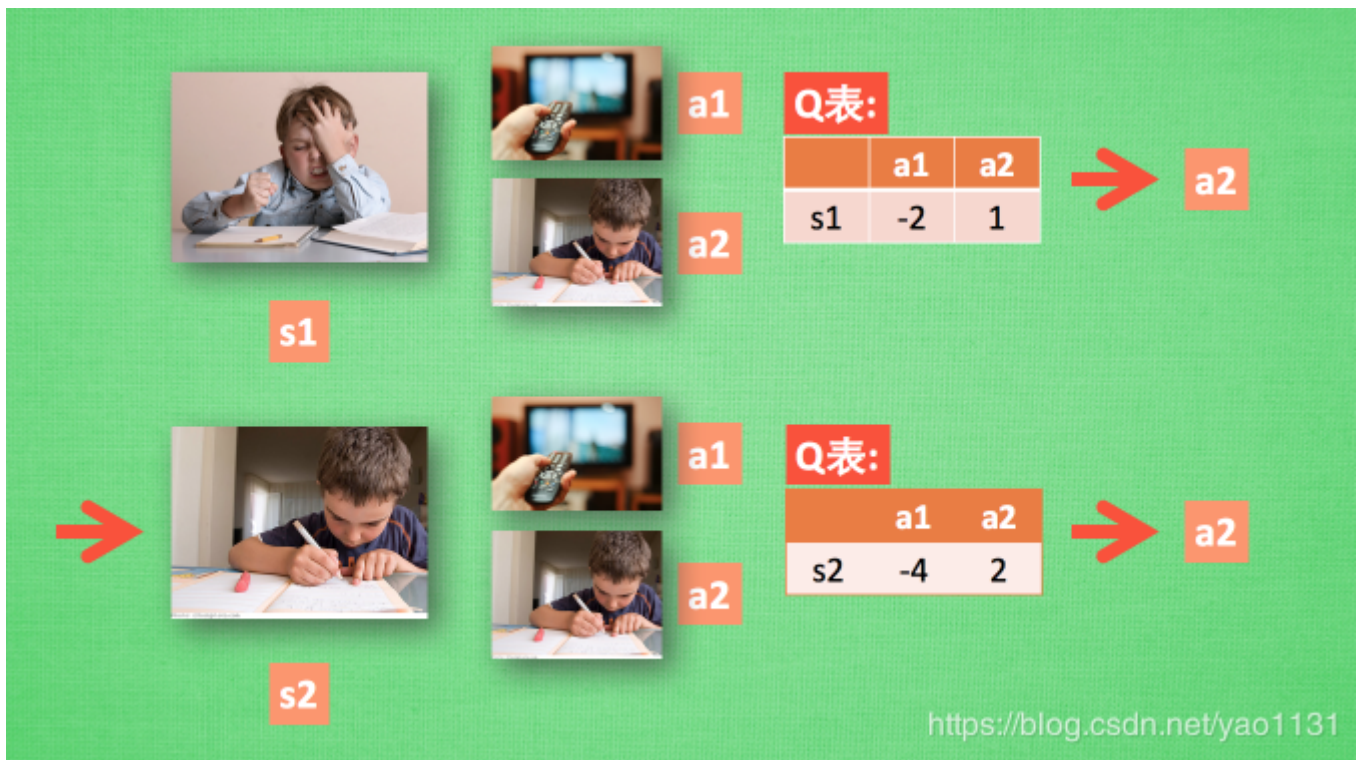 a1
a2
s1
Q表:
a1 a2
s1 -2 1
a2
a1
a2
s2
Q表:
a1 a2
s2 -4 2
a2
https://blog.csdn.net/yao1131